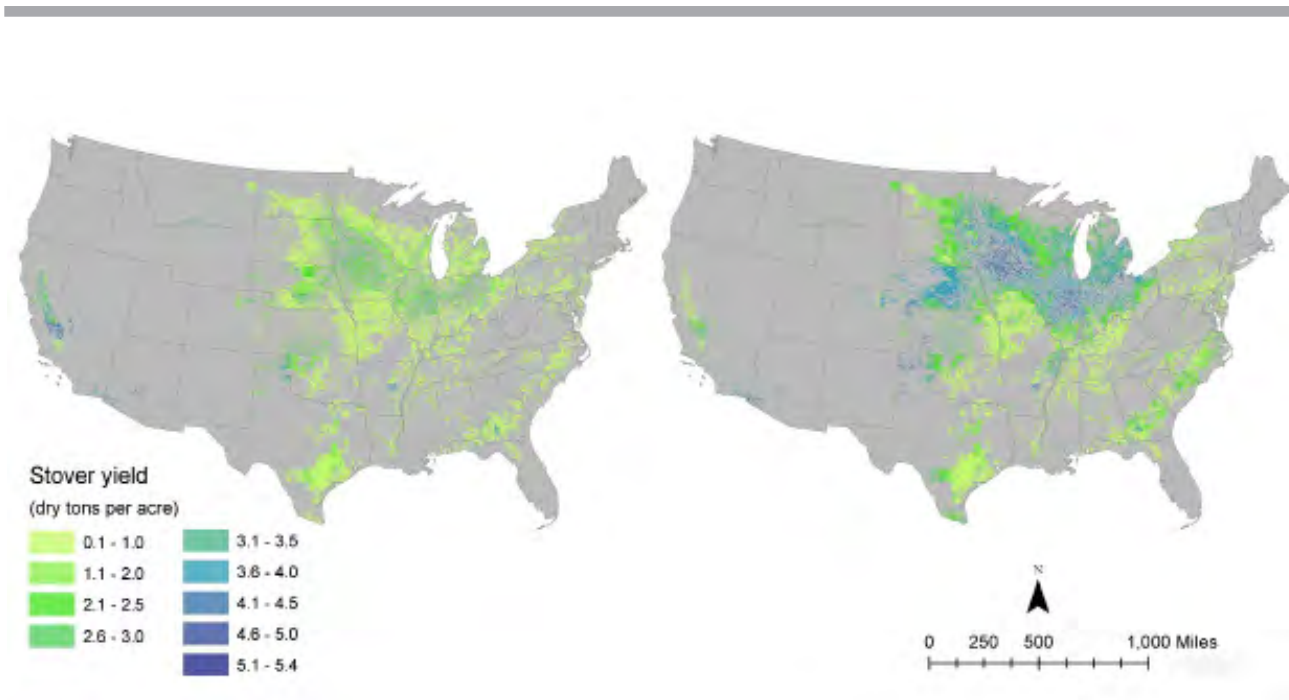 Stover yield
(dry tons per acre)
0.1 - 1.0
1.1 - 2.0
2.1 - 2.5
2.6 - 3.0
3.1 - 3.5
3.6 - 4.0
4.1 - 4.5
4.6 - 5.0
5.1 - 5.4
N
0 250 500 1,000 Miles